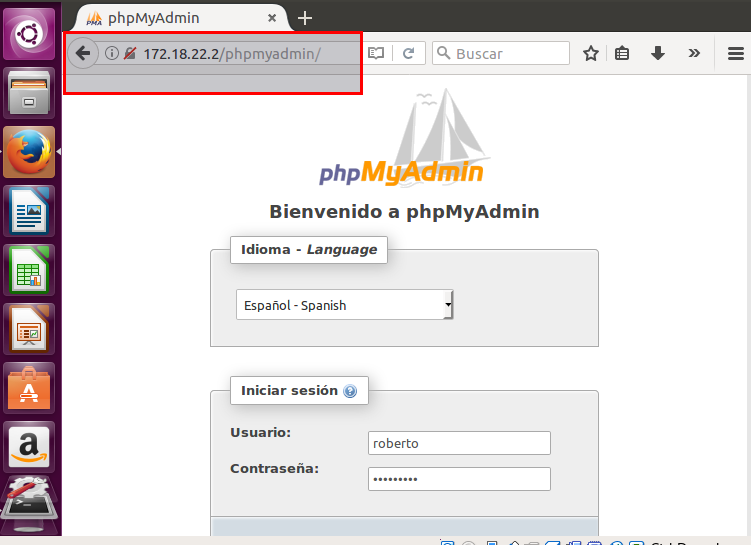 phpMyAdmin
172.18.22.2/phpmyadmin/
Buscar
phpMyAdmin
Bienvenido a phpMyAdmin
Idioma - Language
Español - Spanish
Iniciar sesión
Usuario:
roberto
Contraseña:
•••••••••